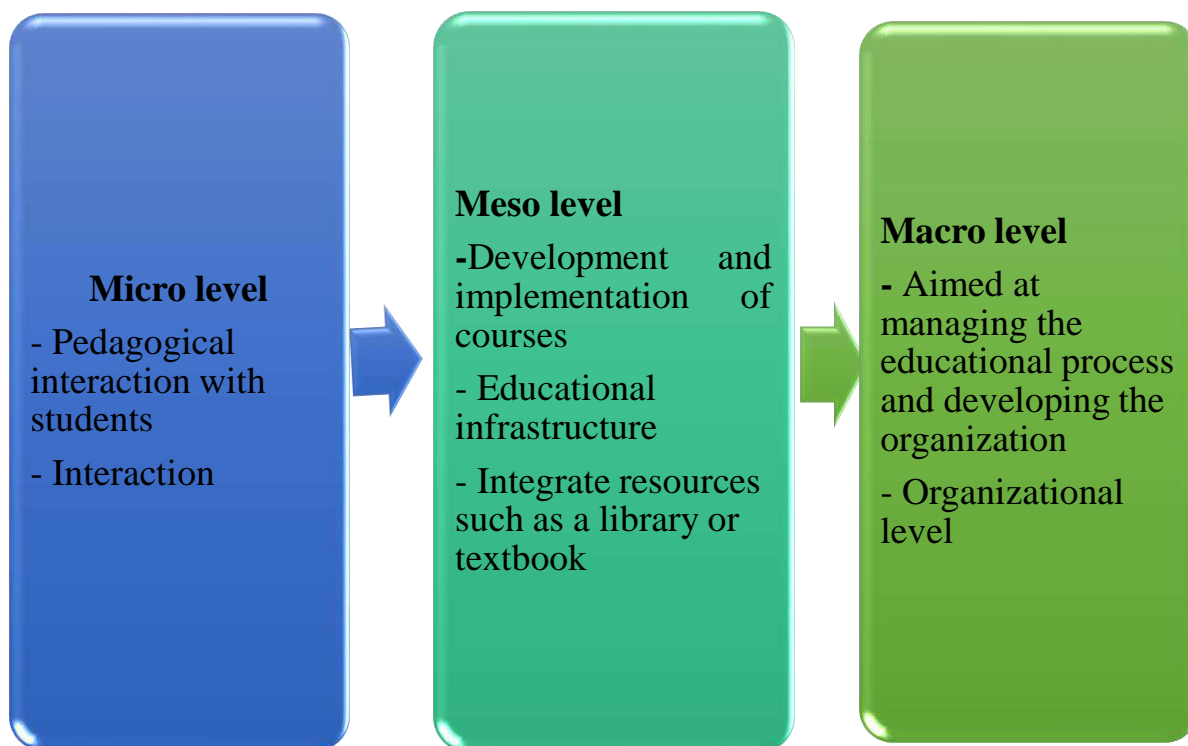 Micro level
- Pedagogical
interaction with
students
- Interaction
Meso level
-Development and
implementation of
courses
- Educational
infrastructure
- Integrate resources
such as a library or
textbook
Macro level
- Aimed at
managing the
educational process
and developing the
organization
- Organizational
level